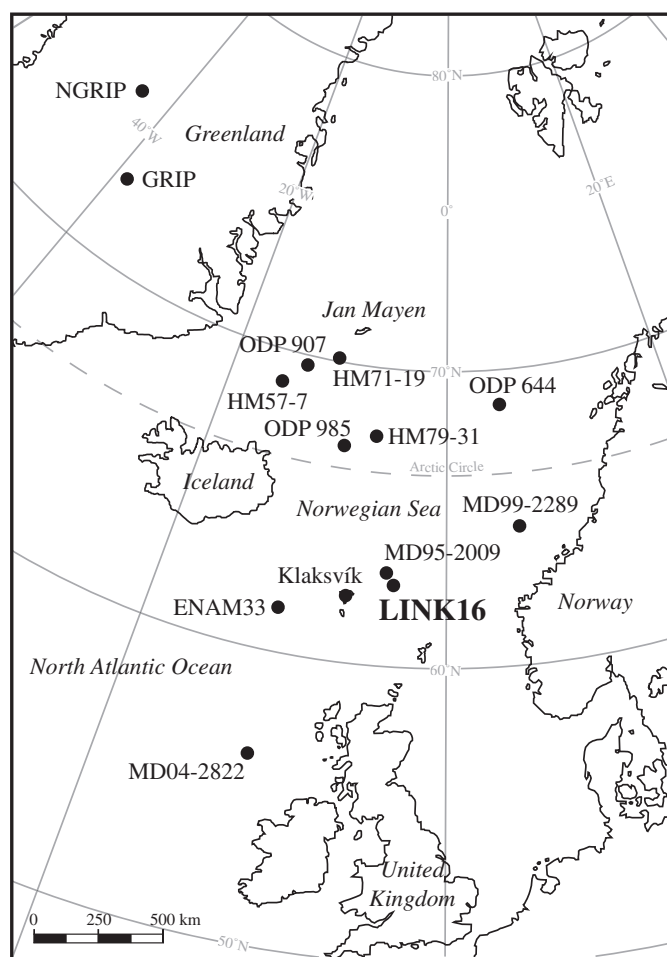 80°N
NGRIP
40°W
Greenland
GRIP
20°W
20°E
0°
Jan Mayen
ODP 907
HM71-19
70°N
ODP 644
HM57-7
ODP 985
HM79-31
Arctic Circle
Iceland
Norwegian Sea
MD99-2289
MD95-2009
Klaksvík
ENAM33
LINK16
Norway
North Atlantic Ocean
60°N
MD04-2822
United
Kingdom
0 250 500 km
50°N